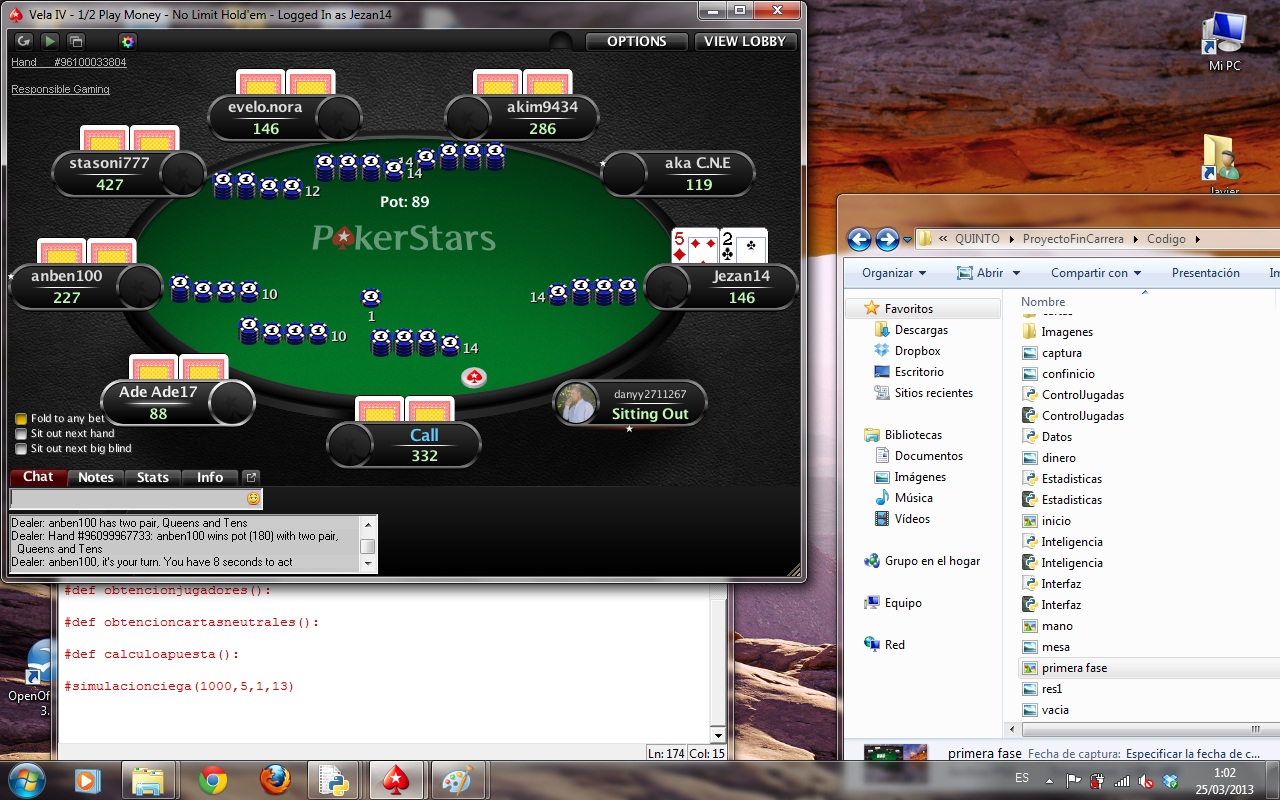 Vela IV - 1/2 Play Money - No Limit Hold'em - Logged In as Jezan14
OPTIONS
VIEW LOBBY
Hand #96100033804
Responsible Gaming
evelo.nora
146
akim9434
286
stasoni777
427
aka C.N.E
119
12
14
14
Pot: 89
PokerStars
5
2
anben100
227
Jezan14
146
10
14
1
10
14
Ade Ade17
88
danyy2711267
Sitting Out
Call
332
Fold to any bet
Sit out next hand
Sit out next big blind
Chat
Notes
Stats
Info
Dealer: anben100 has two pair, Queens and Tens
Dealer: Hand #96099967733: anben100 wins pot (180) with two pair,
Queens and Tens
Dealer: anben100, it's your turn. You have 8 seconds to act
#def obtencionjugadores():
#def obtencioncartasneutrales():
#def calculoapuesta():
#simulacionciega(1000,5,1,13)
Ln: 174 Col: 15
OpenOf
3.
Mi PC
Javier
« QUINTO ProyectoFinCarrera Codigo
Organizar Abrir Compartir con Presentación
Favoritos
Descargas
Dropbox
Escritorio
Sitios recientes
Bibliotecas
Documentos
Imágenes
Música
Vídeos
Grupo en el hogar
Equipo
Red
Nombre
Imagenes
captura
confinicio
ControlJugadas
ControlJugadas
Datos
dinero
Estadisticas
Estadisticas
inicio
Inteligencia
Inteligencia
Interfaz
Interfaz
mano
mesa
primera fase
res1
vacia
primera fase Fecha de captura: Especificar la fecha de c...
ES
1:02
25/03/2013